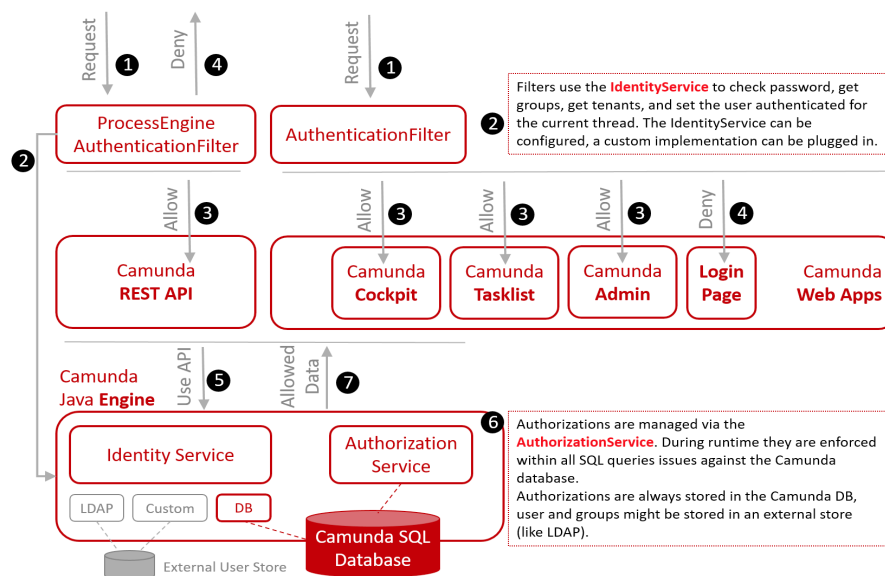 Request
1
Deny
4
Request
1
ProcessEngine
AuthenticationFilter
AuthenticationFilter
2
2
Filters use the IdentityService to check password, get
groups, get tenants, and set the user authenticated for
the current thread. The IdentityService can be
configured, a custom implementation can be plugged in.
Allow
3
Allow
3
Allow
3
Allow
3
Deny
4
Camunda
REST API
Camunda
Cockpit
Camunda
Tasklist
Camunda
Admin
Login
Page
Camunda
Web Apps
Use API
5
Allowed
Data
7
Camunda
Java Engine
6
Identity Service
Authorization
Service
Authorizations are managed via the
AuthorizationService. During runtime they are enforced
within all SQL queries issues against the Camunda
database.
Authorizations are always stored in the Camunda DB,
user and groups might be stored in an external store
(like LDAP).
LDAP
Custom
DB
Camunda SQL
Database
External User Store